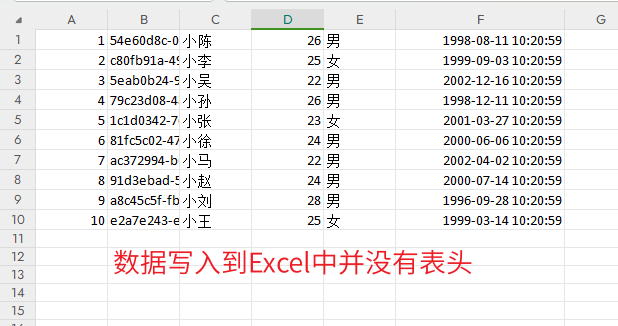 A B C D E F G
1 1 54e60d8c-0 小陈 26 男 1998-08-11 10:20:59
2 2 c80fb91a-49 小李 25 女 1999-09-03 10:20:59
3 3 5eab0b24-9 小吴 22 男 2002-12-16 10:20:59
4 4 79c23d08-4 小孙 26 男 1998-12-11 10:20:59
5 5 1c1d0342-7 小张 23 女 2001-03-27 10:20:59
6 6 81fc5c02-47 小徐 24 男 2000-06-06 10:20:59
7 7 ac372994-b 小马 22 男 2002-04-02 10:20:59
8 8 91d3ebad-5 小赵 24 男 2000-07-14 10:20:59
9 9 a8c45c5f-fb 小刘 28 男 1996-09-28 10:20:59
10 10 e2a7e243-e 小王 25 女 1999-03-14 10:20:59
11
12 数据写入到Excel中并没有表头
13
14
15